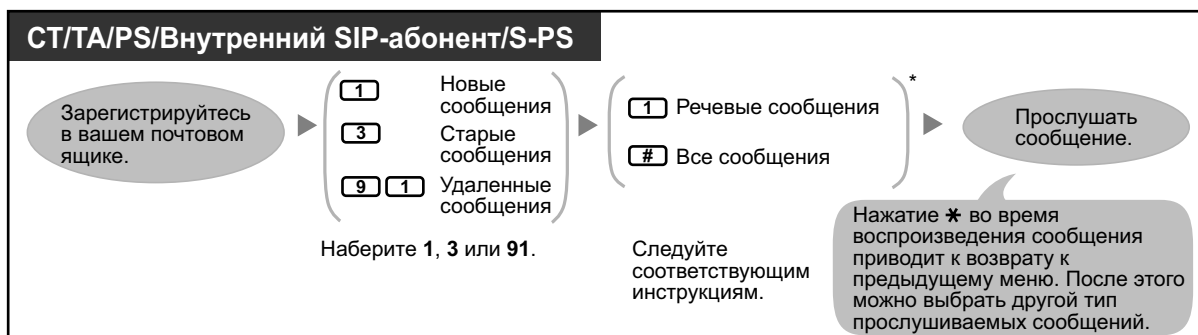 CT/TA/PS/Внутренний SIP-абонент/S-PS
Зарегистрируйтесь
в вашем почтовом
ящике.
1 Новые
сообщения
3 Старые
сообщения
9 1 Удаленные
сообщения
Наберите 1, 3 или 91.
*
1 Речевые сообщения
# Все сообщения
Следуйте
соответствующим
инструкциям.
Прослушать
сообщение.
Нажатие * во время
воспроизведения сообщения
приводит к возврату к
предыдущему меню. После этого
можно выбрать другой тип
прослушиваемых сообщений.